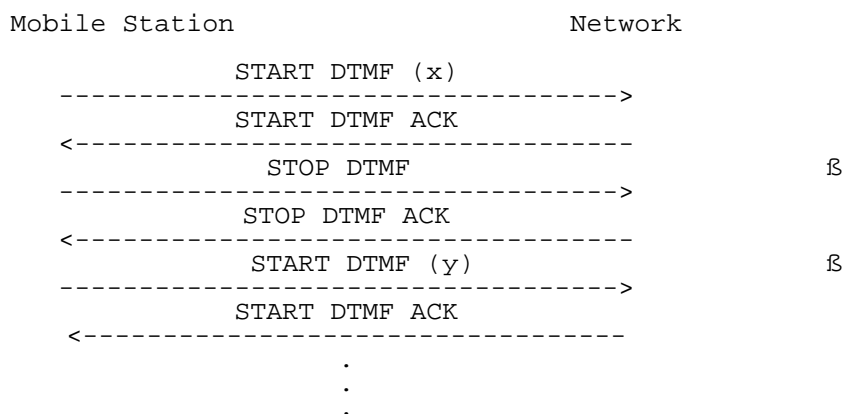 Mobile Station Network
START DTMF (x)
----------------------------------->
START DTMF ACK
<-----------------------------------
STOP DTMF ß
----------------------------------->
STOP DTMF ACK
<-----------------------------------
START DTMF (y) ß
----------------------------------->
START DTMF ACK
<----------------------------------
.
.
.